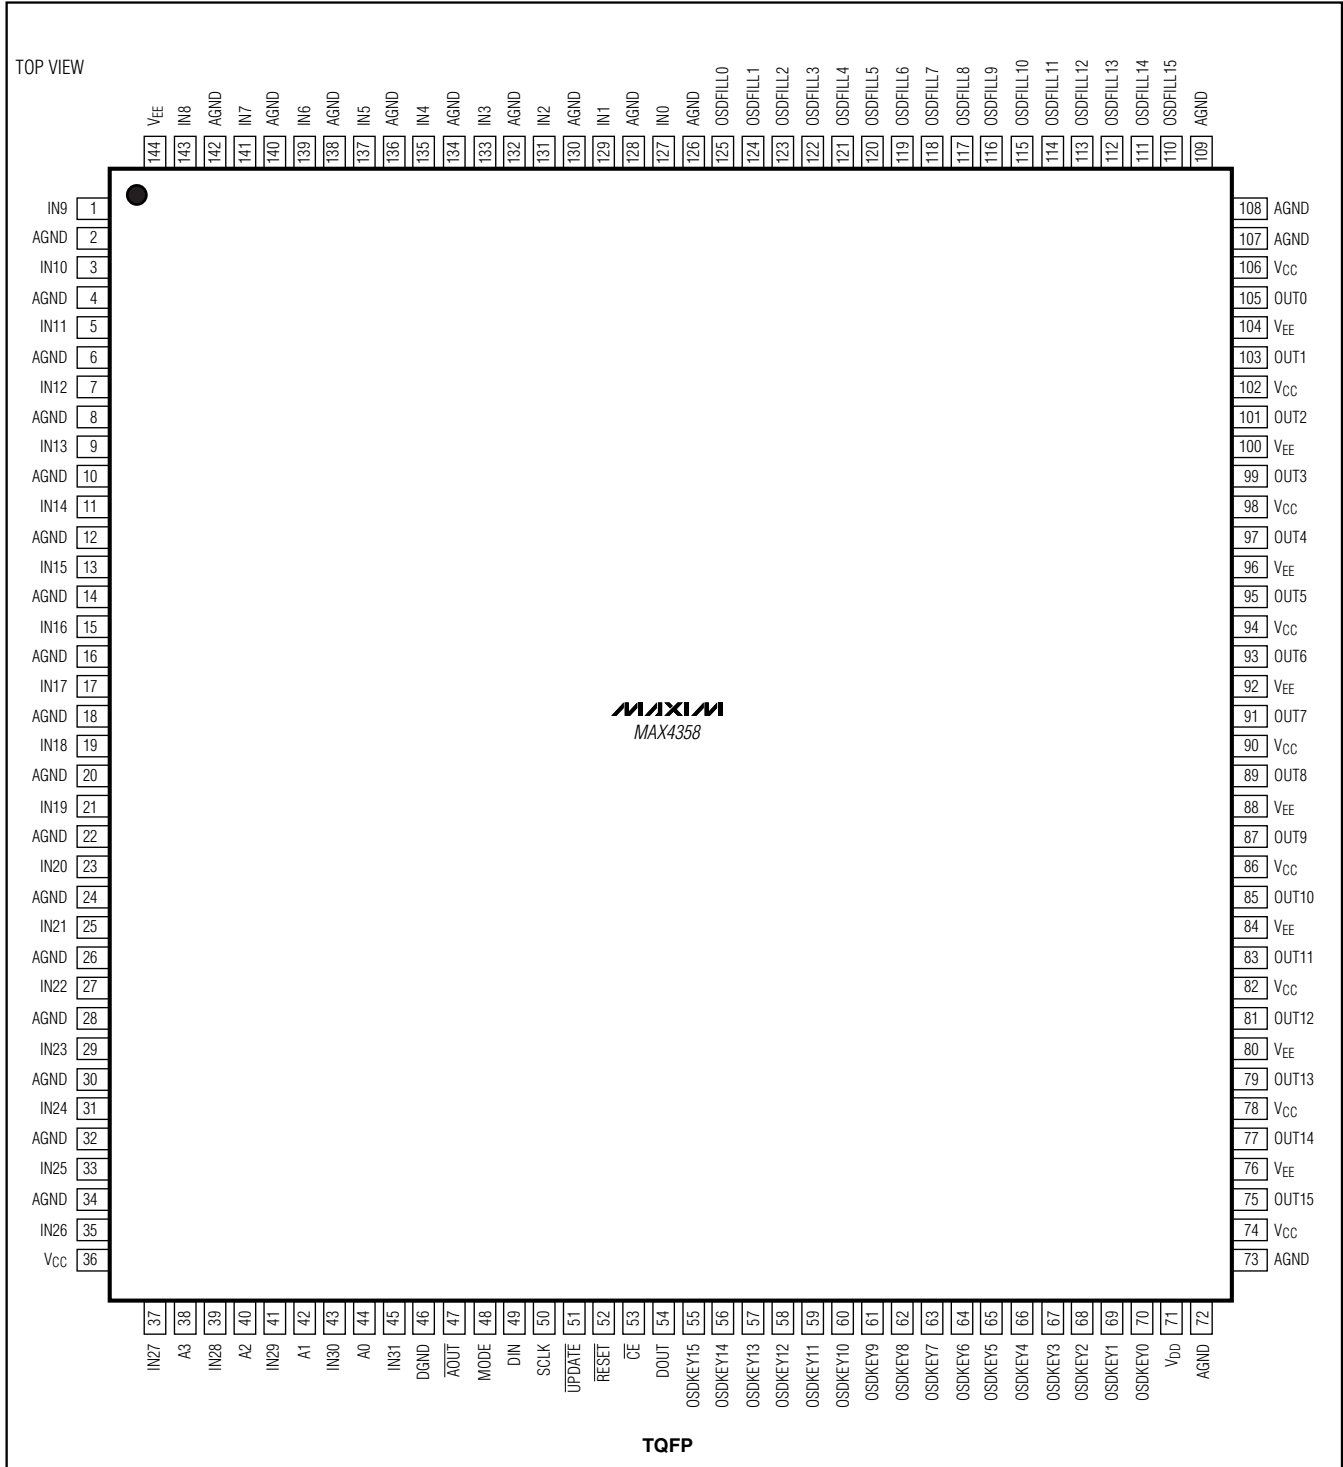 TOP VIEW
VEE IN8 AGND IN7 AGND IN6 AGND IN5 AGND IN4 AGND IN3 AGND IN2 AGND IN1 AGND IN0 AGND OSDFILL0 OSDFILL1 OSDFILL2 OSDFILL3 OSDFILL4 OSDFILL5 OSDFILL6 OSDFILL7 OSDFILL8 OSDFILL9 OSDFILL10 OSDFILL11 OSDFILL12 OSDFILL13 OSDFILL14 OSDFILL15 AGND
144 143 142 141 140 139 138 137 136 135 134 133 132 131 130 129 128 127 126 125 124 123 122 121 120 119 118 117 116 115 114 113 112 111 110 109
IN9 1 108 AGND
AGND 2 107 AGND
IN10 3 106 VCC
AGND 4 105 OUT0
IN11 5 104 VEE
AGND 6 103 OUT1
IN12 7 102 VCC
AGND 8 101 OUT2
IN13 9 100 VEE
AGND 10 99 OUT3
IN14 11 98 VCC
AGND 12 97 OUT4
IN15 13 96 VEE
AGND 14 95 OUT5
IN16 15 94 VCC
AGND 16 93 OUT6
IN17 17 92 VEE
AGND 18 91 OUT7
MAXIM
MAX4358
IN18 19 90 VCC
AGND 20 89 OUT8
IN19 21 88 VEE
AGND 22 87 OUT9
IN20 23 86 VCC
AGND 24 85 OUT10
IN21 25 84 VEE
AGND 26 83 OUT11
IN22 27 82 VCC
AGND 28 81 OUT12
IN23 29 80 VEE
AGND 30 79 OUT13
IN24 31 78 VCC
AGND 32 77 OUT14
IN25 33 76 VEE
AGND 34 75 OUT15
IN26 35 74 VCC
VCC 36 73 AGND
37 38 39 40 41 42 43 44 45 46 47 48 49 50 51 52 53 54 55 56 57 58 59 60 61 62 63 64 65 66 67 68 69 70 71 72
IN27 A3 IN28 A2 IN29 A1 IN30 A0 IN31 DGND AOUT MODE DIN SCLK UPDATE RESET CE DOUT OSDKEY15 OSDKEY14 OSDKEY13 OSDKEY12 OSDKEY11 OSDKEY10 OSDKEY9 OSDKEY8 OSDKEY7 OSDKEY6 OSDKEY5 OSDKEY4 OSDKEY3 OSDKEY2 OSDKEY1 OSDKEY0 VDD AGND
TQFP